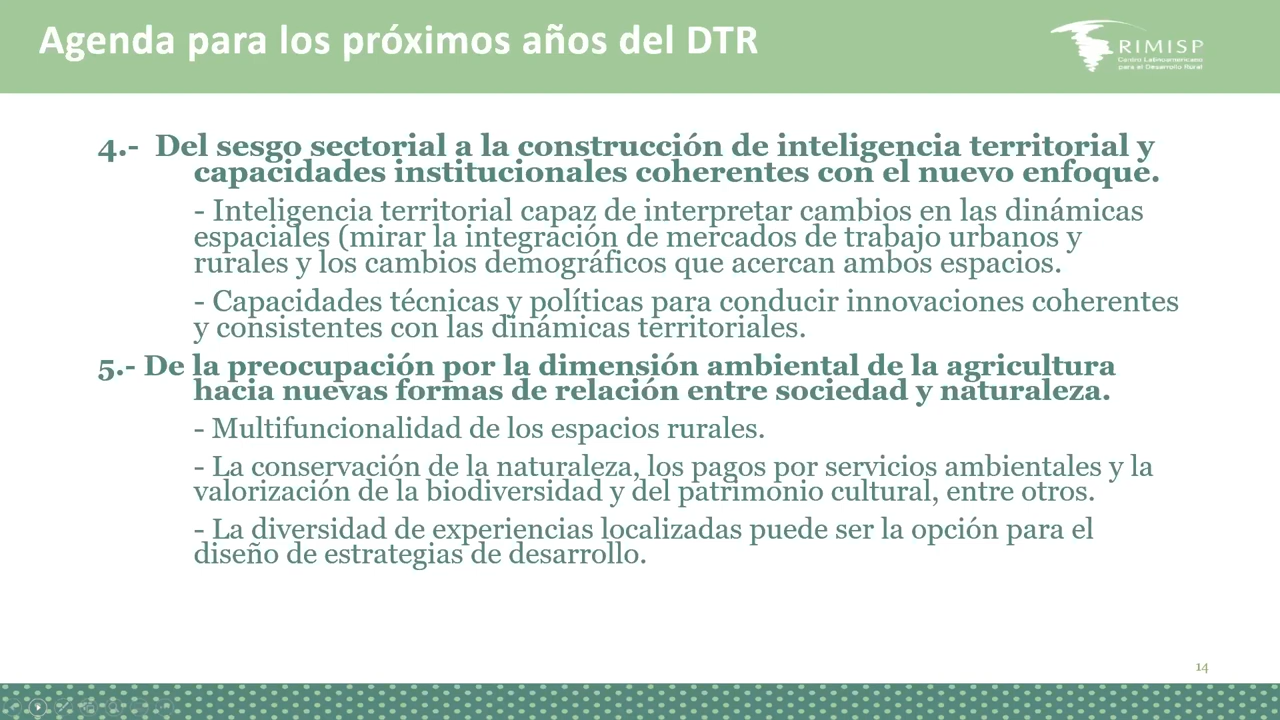 Agenda para los próximos años del DTR
RIMISP
Centro Latinoamericano
para el Desarrollo Rural
4.- Del sesgo sectorial a la construcción de inteligencia territorial y
capacidades institucionales coherentes con el nuevo enfoque.
- Inteligencia territorial capaz de interpretar cambios en las dinámicas
espaciales (mirar la integración de mercados de trabajo urbanos y
rurales y los cambios demográficos que acercan ambos espacios.
- Capacidades técnicas y políticas para conducir innovaciones coherentes
y consistentes con las dinámicas territoriales.
5.- De la preocupación por la dimensión ambiental de la agricultura
hacia nuevas formas de relación entre sociedad y naturaleza.
- Multifuncionalidad de los espacios rurales.
- La conservación de la naturaleza, los pagos por servicios ambientales y la
valorización de la biodiversidad y del patrimonio cultural, entre otros.
- La diversidad de experiencias localizadas puede ser la opción para el
diseño de estrategias de desarrollo.
14